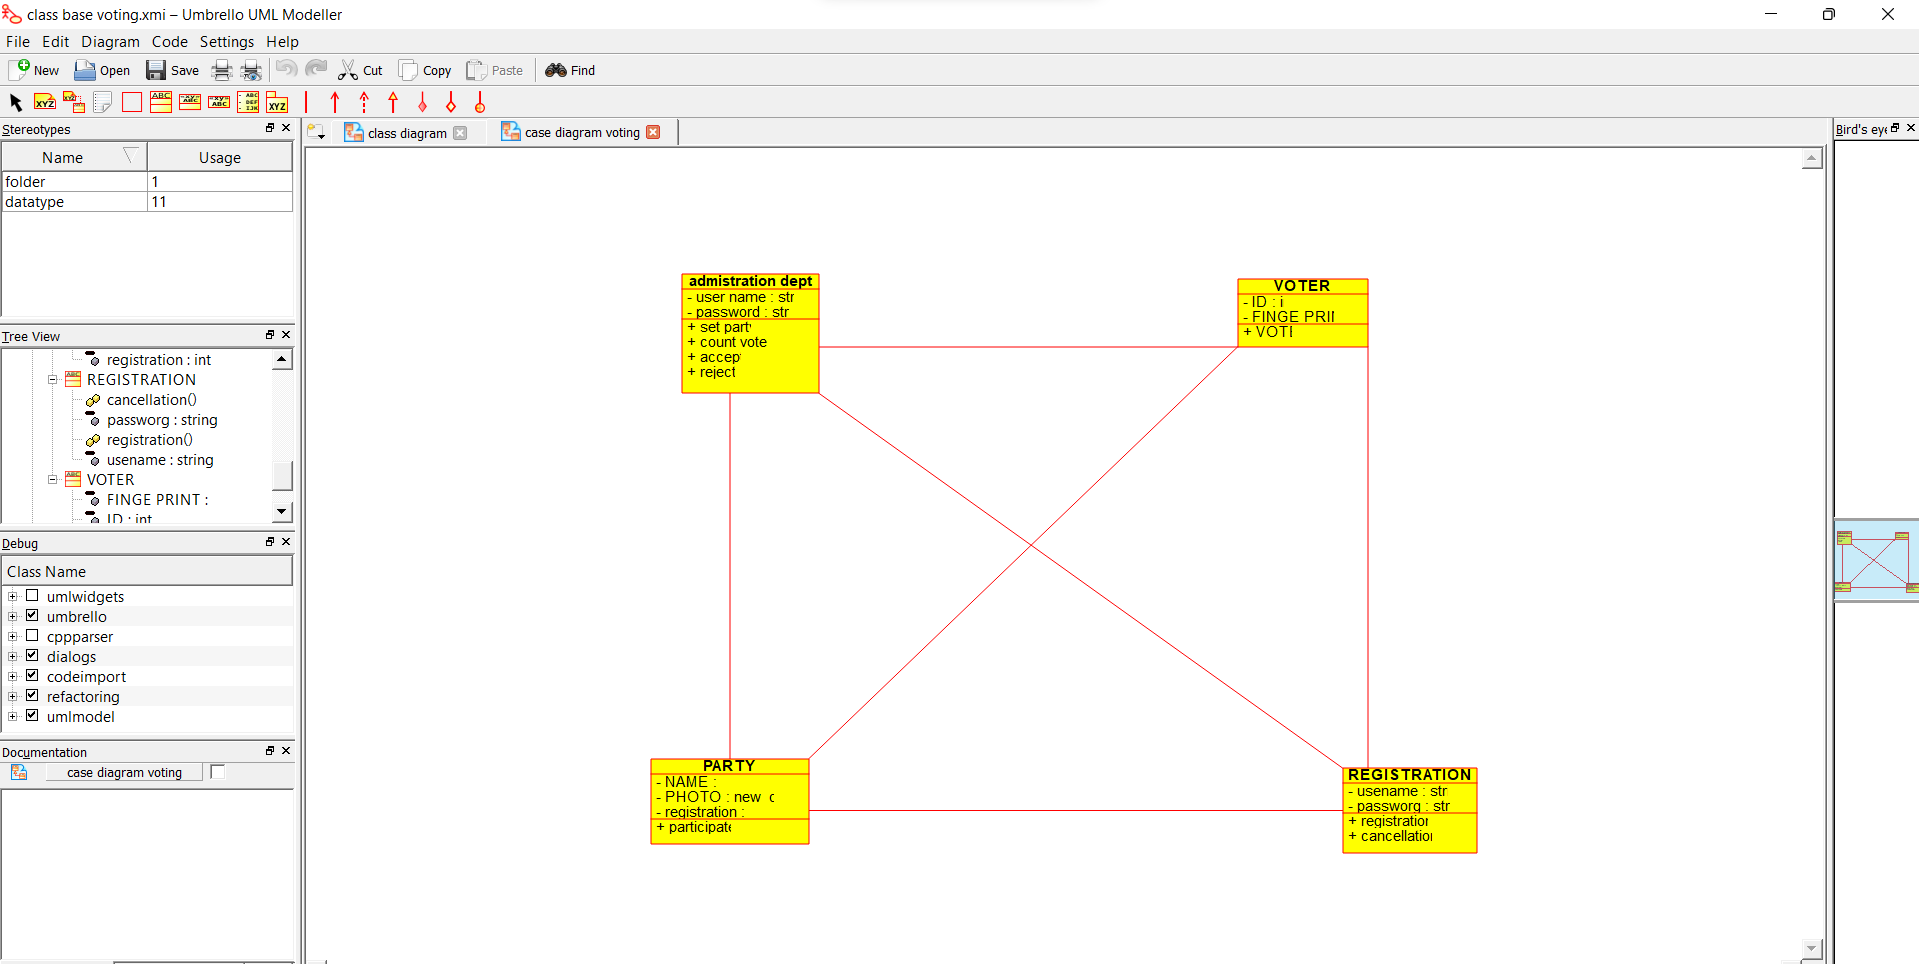 class base voting.xmi – Umbrello UML Modeller
File Edit Diagram Code Settings Help
New Open Save Cut Copy Paste Find
Stereotypes
class diagram
case diagram voting
Bird's eye
Name Usage
folder 1
datatype 11
Tree View
registration : int
REGISTRATION
cancellation()
passworg : string
registration()
usename : string
VOTER
FINGE PRINT :
ID : int
Debug
Class Name
umlwidgets
umbrello
cppparser
dialogs
codeimport
refactoring
umlmodel
Documentation
case diagram voting
admistration dept
- user name : str
- password : str
+ set party
+ count vote
+ accep
+ reject
VOTER
- ID : i
- FINGE PRII
+ VOTI
PARTY
- NAME :
- PHOTO : new c
- registration :
+ participate
REGISTRATION
- usename : str
- passworg : str
+ registration
+ cancellation